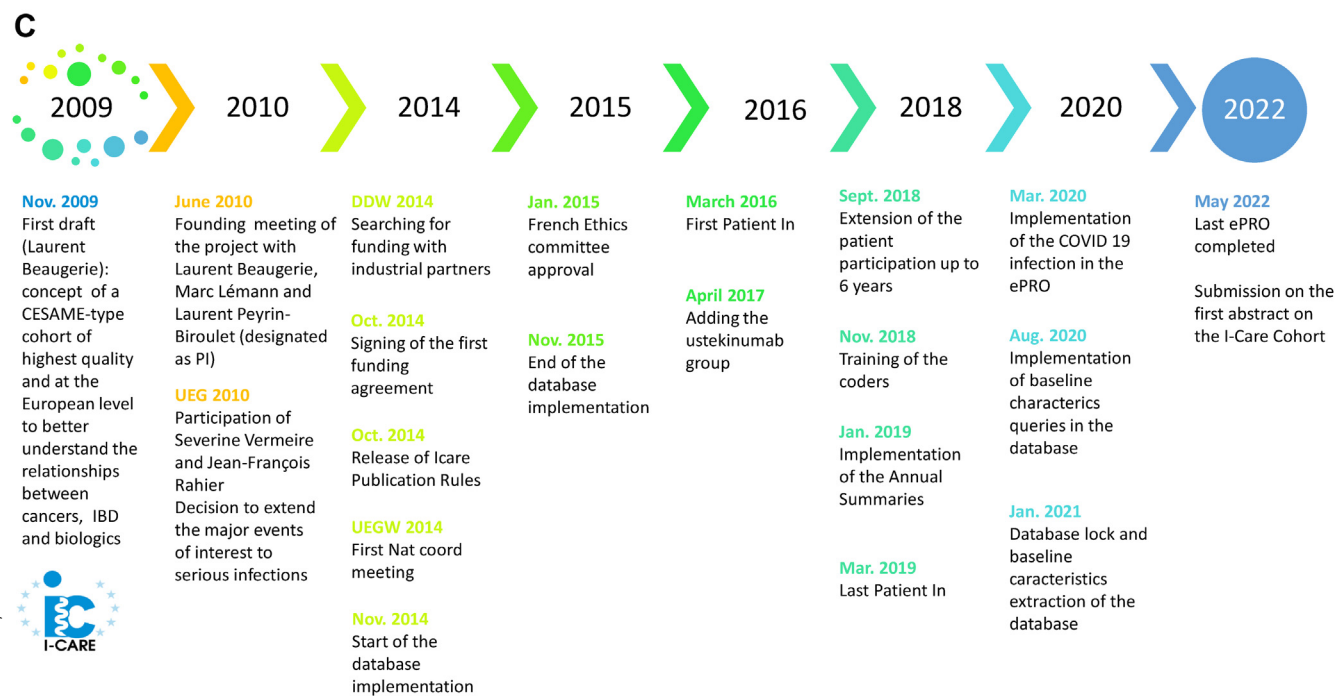 C
2009
2010
2014
2015
2016
2018
2020
2022
Nov. 2009
First draft
(Laurent
Beaugerie):
concept of a
CESAME-type
cohort of
highest quality
and at the
European level
to better
understand the
relationships
between
cancers, IBD
and biologics
I-CARE
June 2010
Founding meeting of
the project with
Laurent Beaugerie,
Marc Lémann and
Laurent Peyrin-
Biroulet (designated
as PI)
UEG 2010
Participation of
Severine Vermeire
and Jean-François
Rahier
Decision to extend
the major events
of interest to
serious infections
DDW 2014
Searching for
funding with
industrial partners
Oct. 2014
Signing of the first
funding
agreement
Oct. 2014
Release of Icare
Publication Rules
UEGW 2014
First Nat coord
meeting
Nov. 2014
Start of the
database
implementation
Jan. 2015
French Ethics
committee
approval
Nov. 2015
End of the
database
implementation
March 2016
First Patient In
April 2017
Adding the
ustekinumab
group
Sept. 2018
Extension of the
patient
participation up to
6 years
Nov. 2018
Training of the
coders
Jan. 2019
Implementation
of the Annual
Summaries
Mar. 2019
Last Patient In
Mar. 2020
Implementation
of the COVID 19
infection in the
ePRO
Aug. 2020
Implementation
of baseline
characterics
queries in the
database
Jan. 2021
Database lock and
baseline
caracteristics
extraction of the
database
May 2022
Last ePRO
completed
Submission on the
first abstract on
the I-Care Cohort